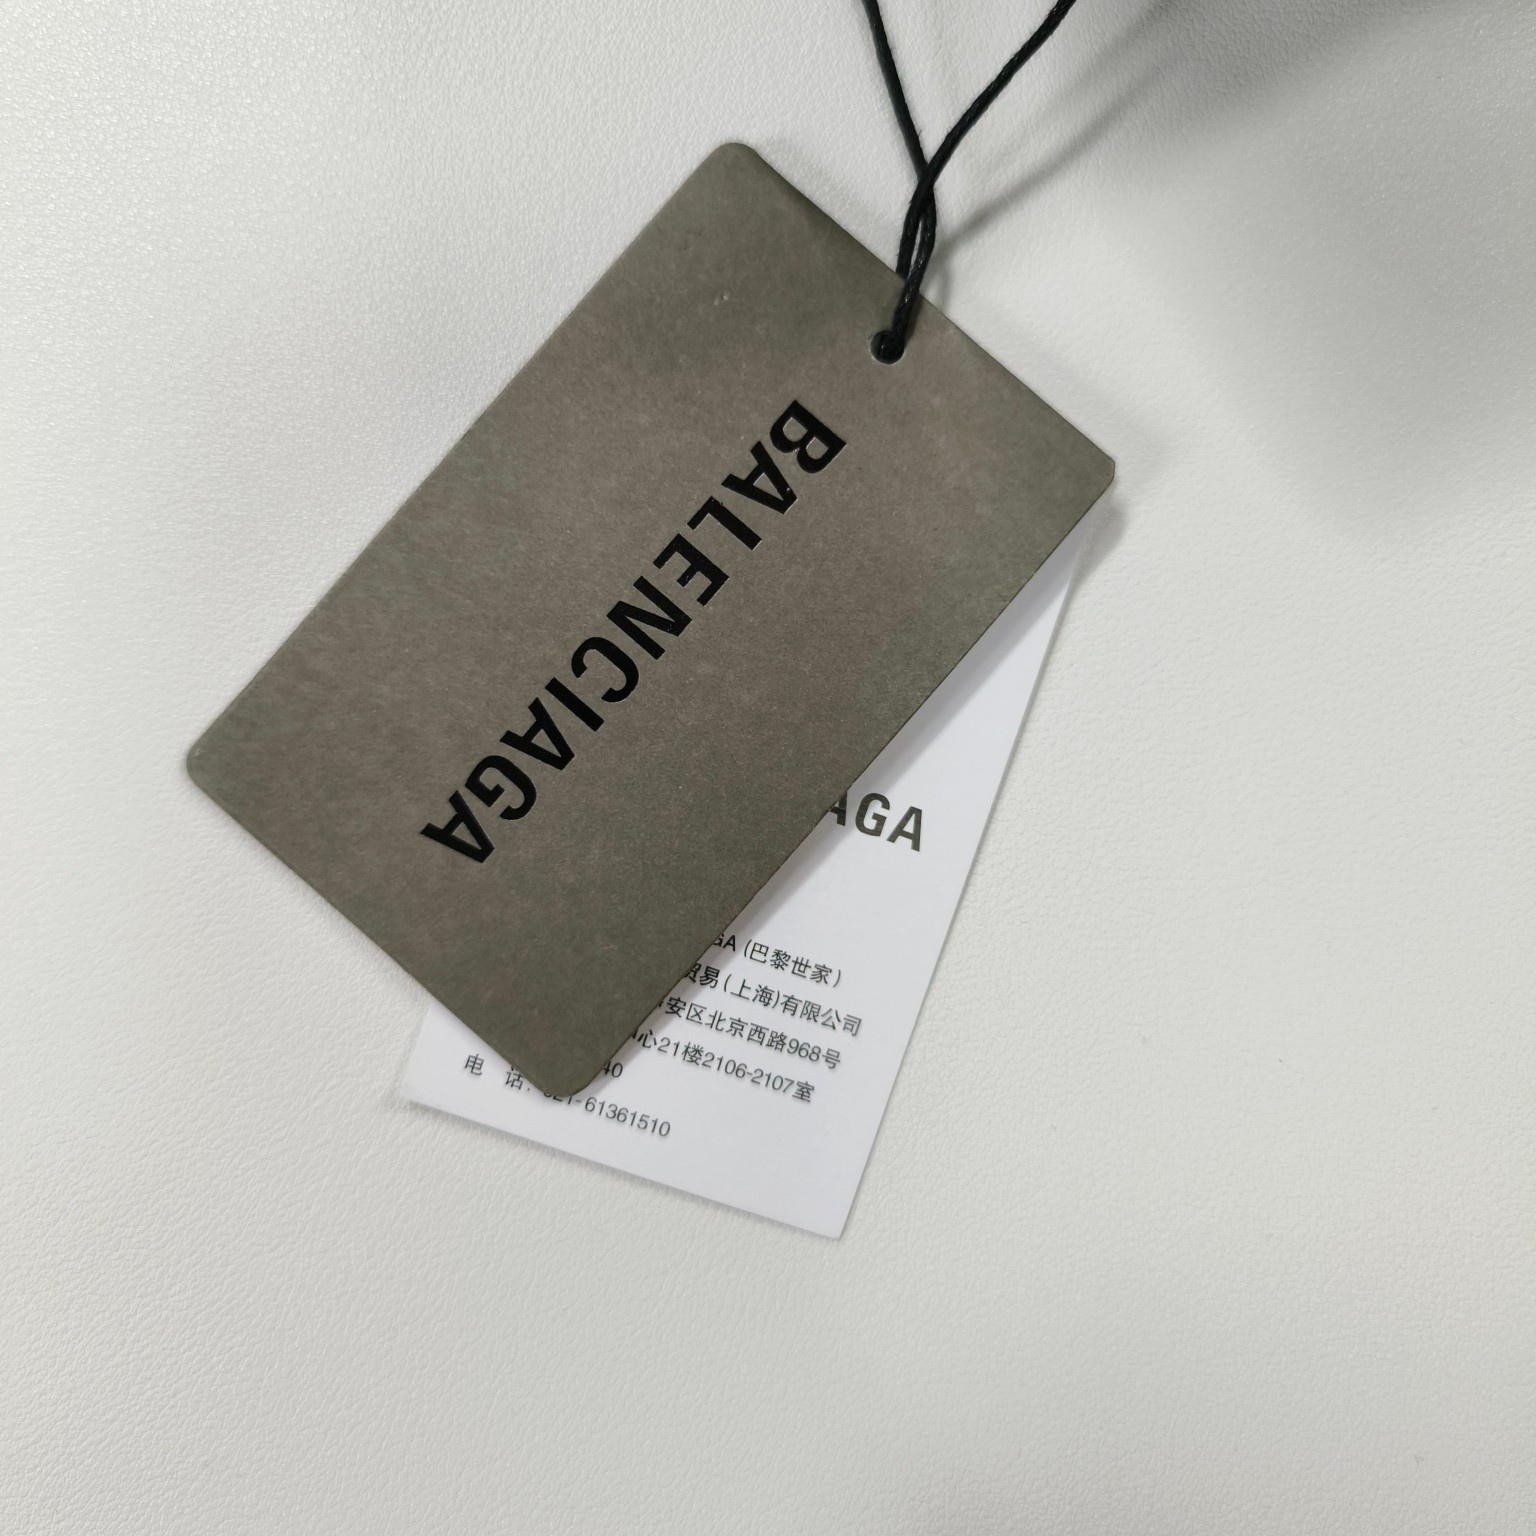 BALENCIAGA
AGA
GA (巴黎世家)
贸易(上海)有限公司
安区北京西路968号
心21楼2106-2107室
40
电 话: 021-61361510